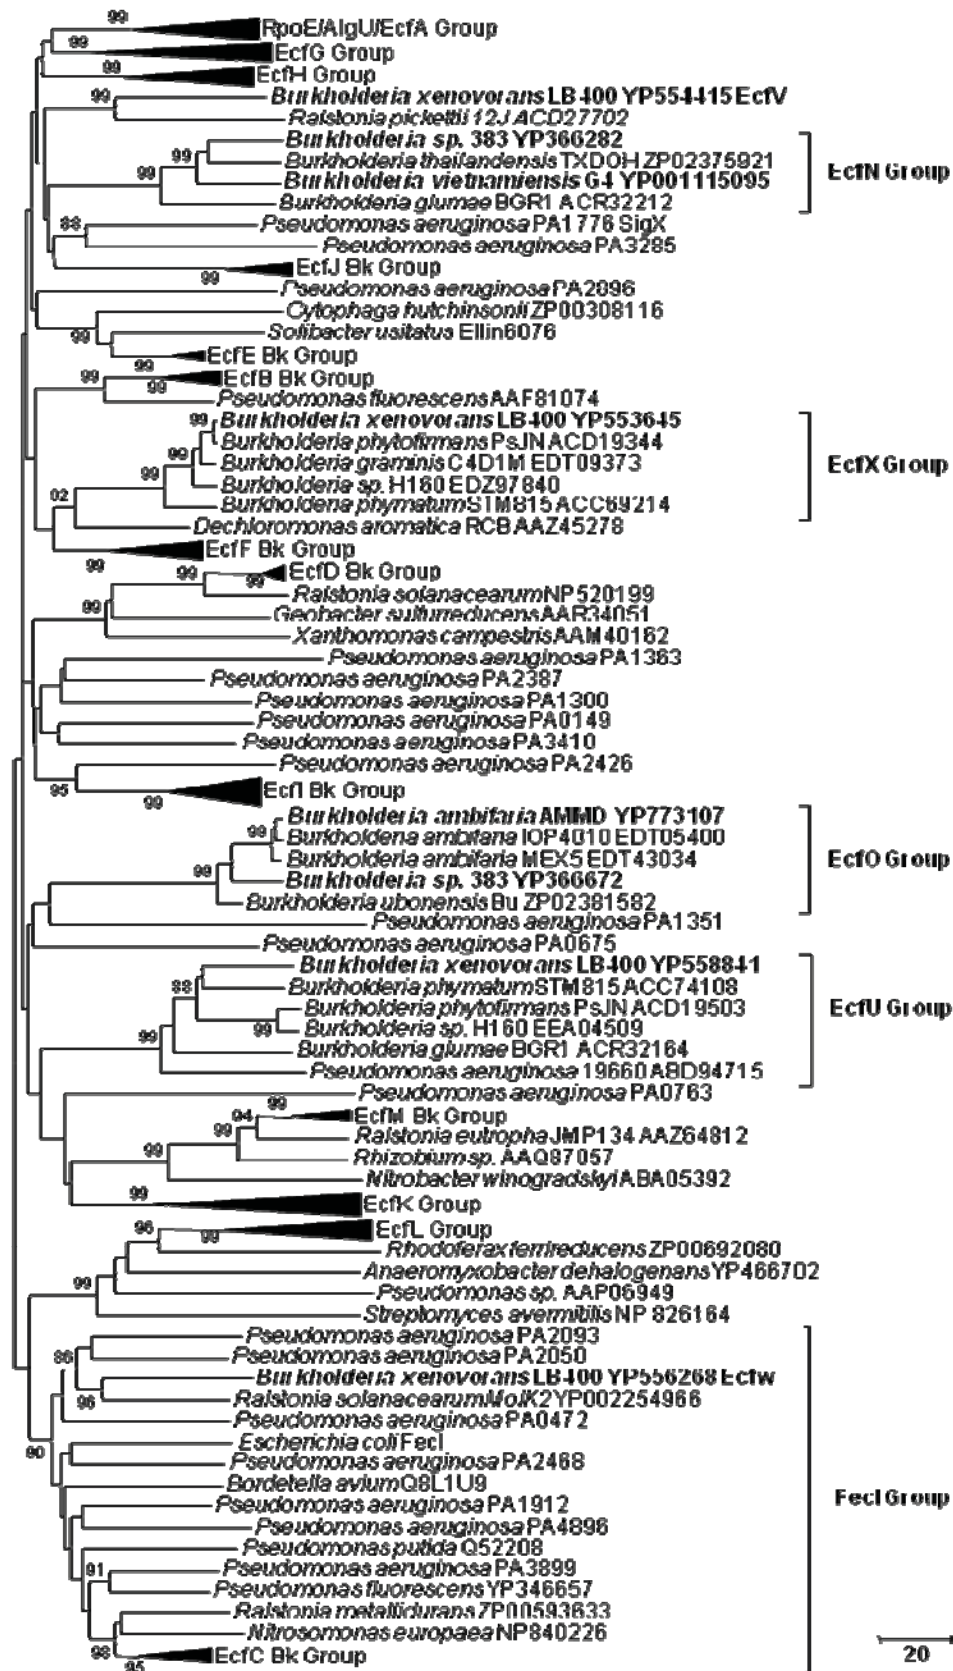 99
RpoE/AlgU/EcfA Group
99
EcfG Group
99
EcfH Group
99
Burkholderia xenovorans LB400 YP554415 EcfV
Ralstonia pickettii 12J ACD27702
Burkholderia sp. 383 YP366282
99
Burkholderia thailandensis TXDOH ZP02375921
EcfN Group
99
Burkholderia vietnamiensis G4 YP001115095
Burkholderia glumae BGR1 ACR32212
88
Pseudomonas aeruginosa PA1776 SigX
Pseudomonas aeruginosa PA3285
99
EcfJ Bk Group
Pseudomonas aeruginosa PA2896
Cytophaga hutchinsonii ZP00308116
99
Solibacter usitatus Ellin6076
EcfE Bk Group
99
99
EcfB Bk Group
99
Pseudomonas fluorescens AAF81074
99
Burkholderia xenovorans LB400 YP553645
Burkholderia phytofirmans PsJN ACD19344
99
Burkholderia graminis C4D1M EDT09373
EcfX Group
99
Burkholderia sp. H160 EDZ97840
92
Burkholderia phymatum STM815 ACC69214
Dechloromonas aromatica RCB AAZ45278
EcfF Bk Group
99
99
EcfD Bk Group
99
Ralstonia solanacearum NP520199
99
Geobacter sulfurreducens AAR34051
Xanthomonas campestris AAM40162
Pseudomonas aeruginosa PA1363
Pseudomonas aeruginosa PA2387
Pseudomonas aeruginosa PA1300
Pseudomonas aeruginosa PA0149
Pseudomonas aeruginosa PA3410
Pseudomonas aeruginosa PA2426
95
EcfI Bk Group
99
Burkholderia ambifaria AMMD YP773107
99
Burkholderia ambifaria IOP4010 EDT05400
Burkholderia ambifaria MEX5 EDT43034
EcfO Group
99
Burkholderia sp. 383 YP366672
Burkholderia ubonensis Bu ZP02381582
Pseudomonas aeruginosa PA1351
Pseudomonas aeruginosa PA0675
Burkholderia xenovorans LB400 YP558841
88
Burkholderia phymatum STM815 ACC74108
Burkholderia phytofirmans PsJN ACD19503
EcfU Group
99
Burkholderia sp. H160 EEA04509
99
Burkholderia glumae BGR1 ACR32164
Pseudomonas aeruginosa 19660 ABD94715
Pseudomonas aeruginosa PA0763
99
94
EcfM Bk Group
99
Ralstonia eutropha JMP134 AAZ64812
99
Rhizobium sp. AAQ87057
Nitrobacter winogradskyi ABA05392
99
EcfK Group
96
EcfL Group
99
Rhodoferax ferrireducens ZP00692080
99
Anaeromyxobacter dehalogenans YP466702
Pseudomonas sp. AAP06949
Streptomyces avermitilis NP 826164
Pseudomonas aeruginosa PA2093
86
Pseudomonas aeruginosa PA2050
Burkholderia xenovorans LB400 YP556268 Ecfw
96
Ralstonia solanacearum MolK2 YP002254966
Pseudomonas aeruginosa PA0472
90
Escherichia coli FecI
Pseudomonas aeruginosa PA2468
Bordetella avium Q8L1U9
FecI Group
Pseudomonas aeruginosa PA1912
Pseudomonas aeruginosa PA4896
Pseudomonas putida Q52208
91
Pseudomonas aeruginosa PA3899
Pseudomonas fluorescens YP346657
Ralstonia metallidurans ZP00593633
Nitrosomonas europaea NP840226
98
EcfC Bk Group
95
20